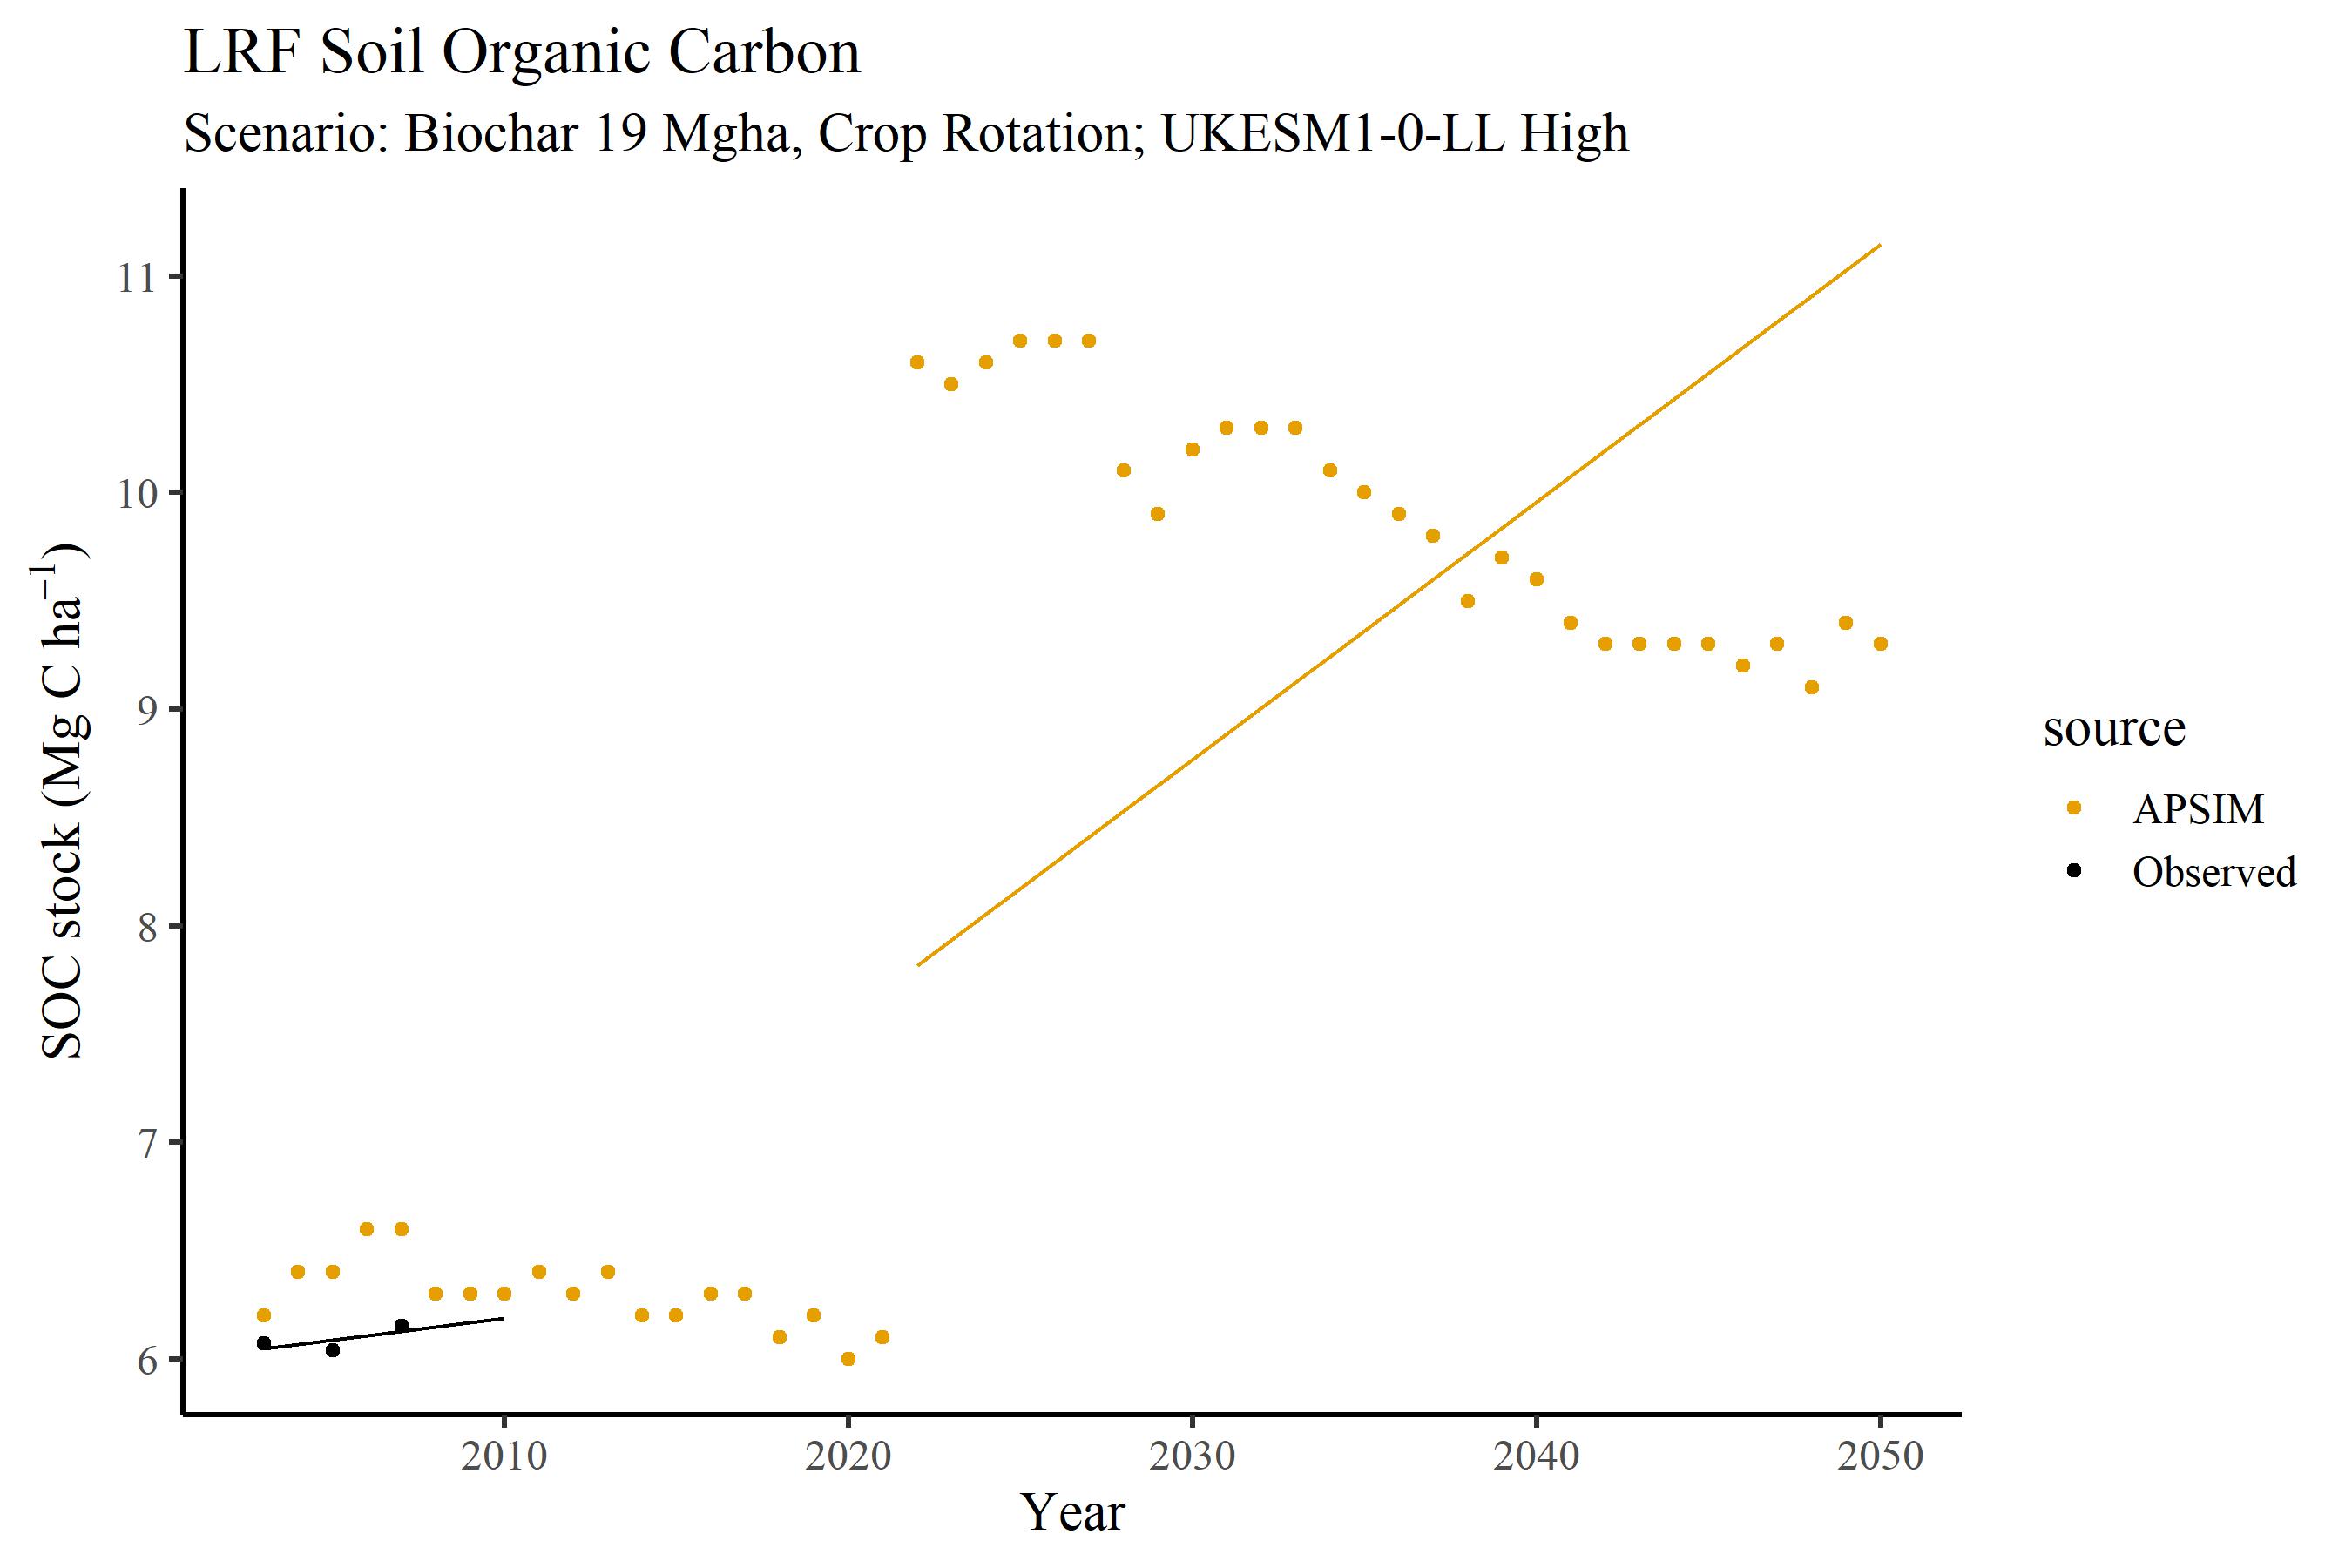 LRF Soil Organic Carbon
Scenario: Biochar 19 Mgha, Crop Rotation; UKESM1-0-LL High
SOC stock (Mg C ha⁻¹)
11
10
9
8
7
6
2010 2020 2030 2040 2050
Year
source
APSIM
Observed